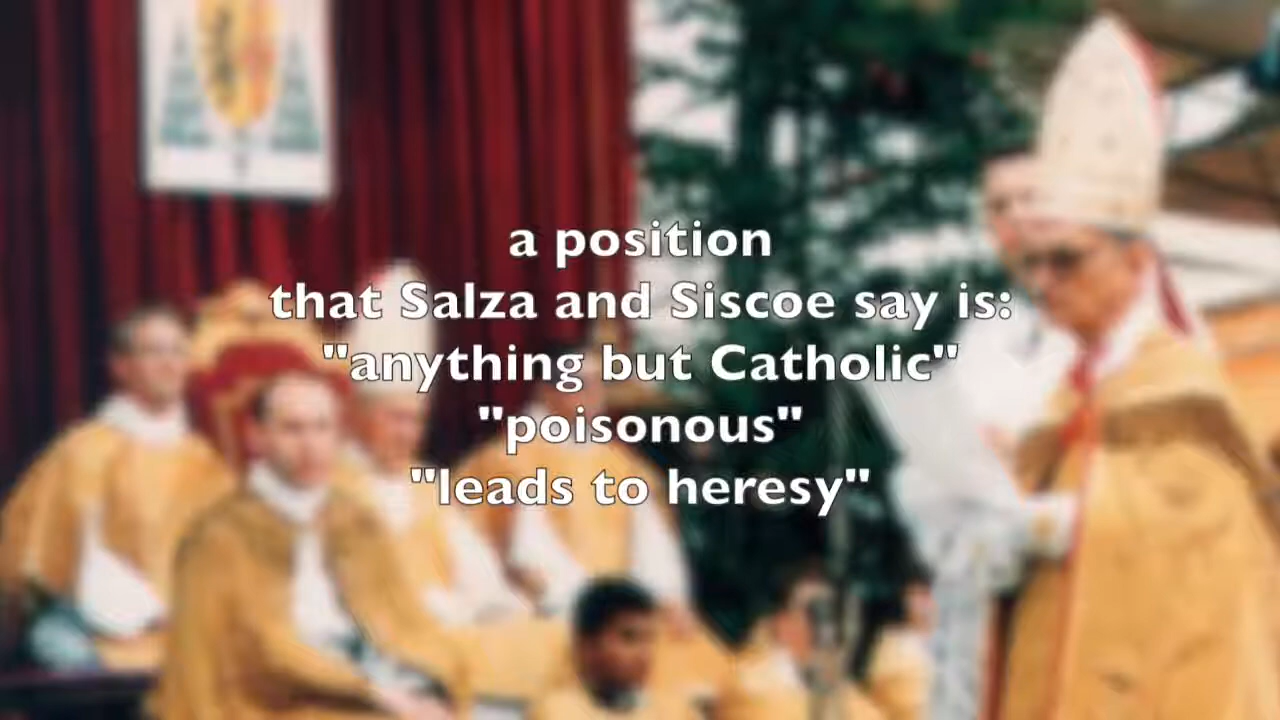 a position
that Salza and Siscoe say is:
"anything but Catholic"
"poisonous"
"leads to heresy"